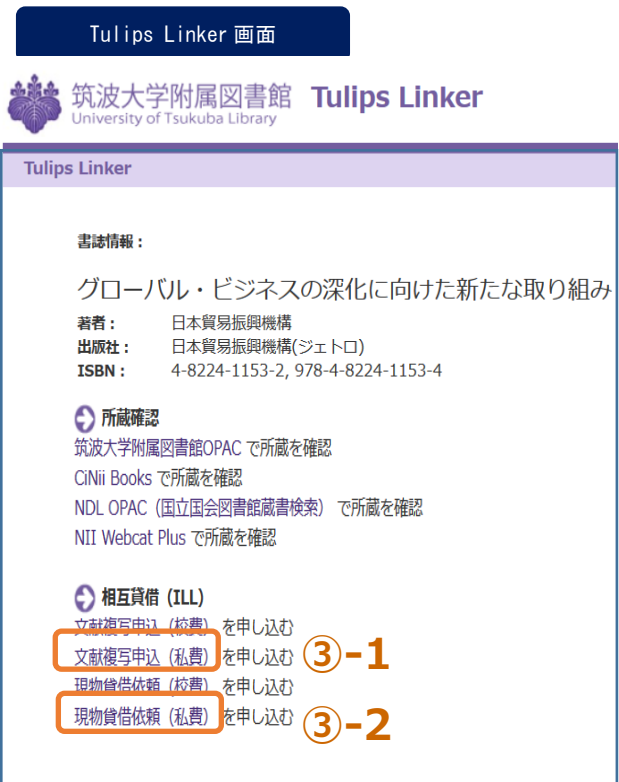 Tulips Linker 画面
筑波大学附属図書館 Tulips Linker
University of Tsukuba Library
Tulips Linker
書誌情報：
グローバル・ビジネスの深化に向けた新たな取り組み
著者： 日本貿易振興機構
出版社： 日本貿易振興機構(ジェトロ)
ISBN： 4-8224-1153-2, 978-4-8224-1153-4
所蔵確認
筑波大学附属図書館OPAC で所蔵を確認
CiNii Books で所蔵を確認
NDL OPAC（国立国会図書館蔵書検索） で所蔵を確認
NII Webcat Plus で所蔵を確認
相互貸借（ILL）
文献複写申込（校費）を申し込む
文献複写申込（私費）を申し込む ③-1
現物貸借依頼（校費）を申し込む
現物貸借依頼（私費）を申し込む ③-2